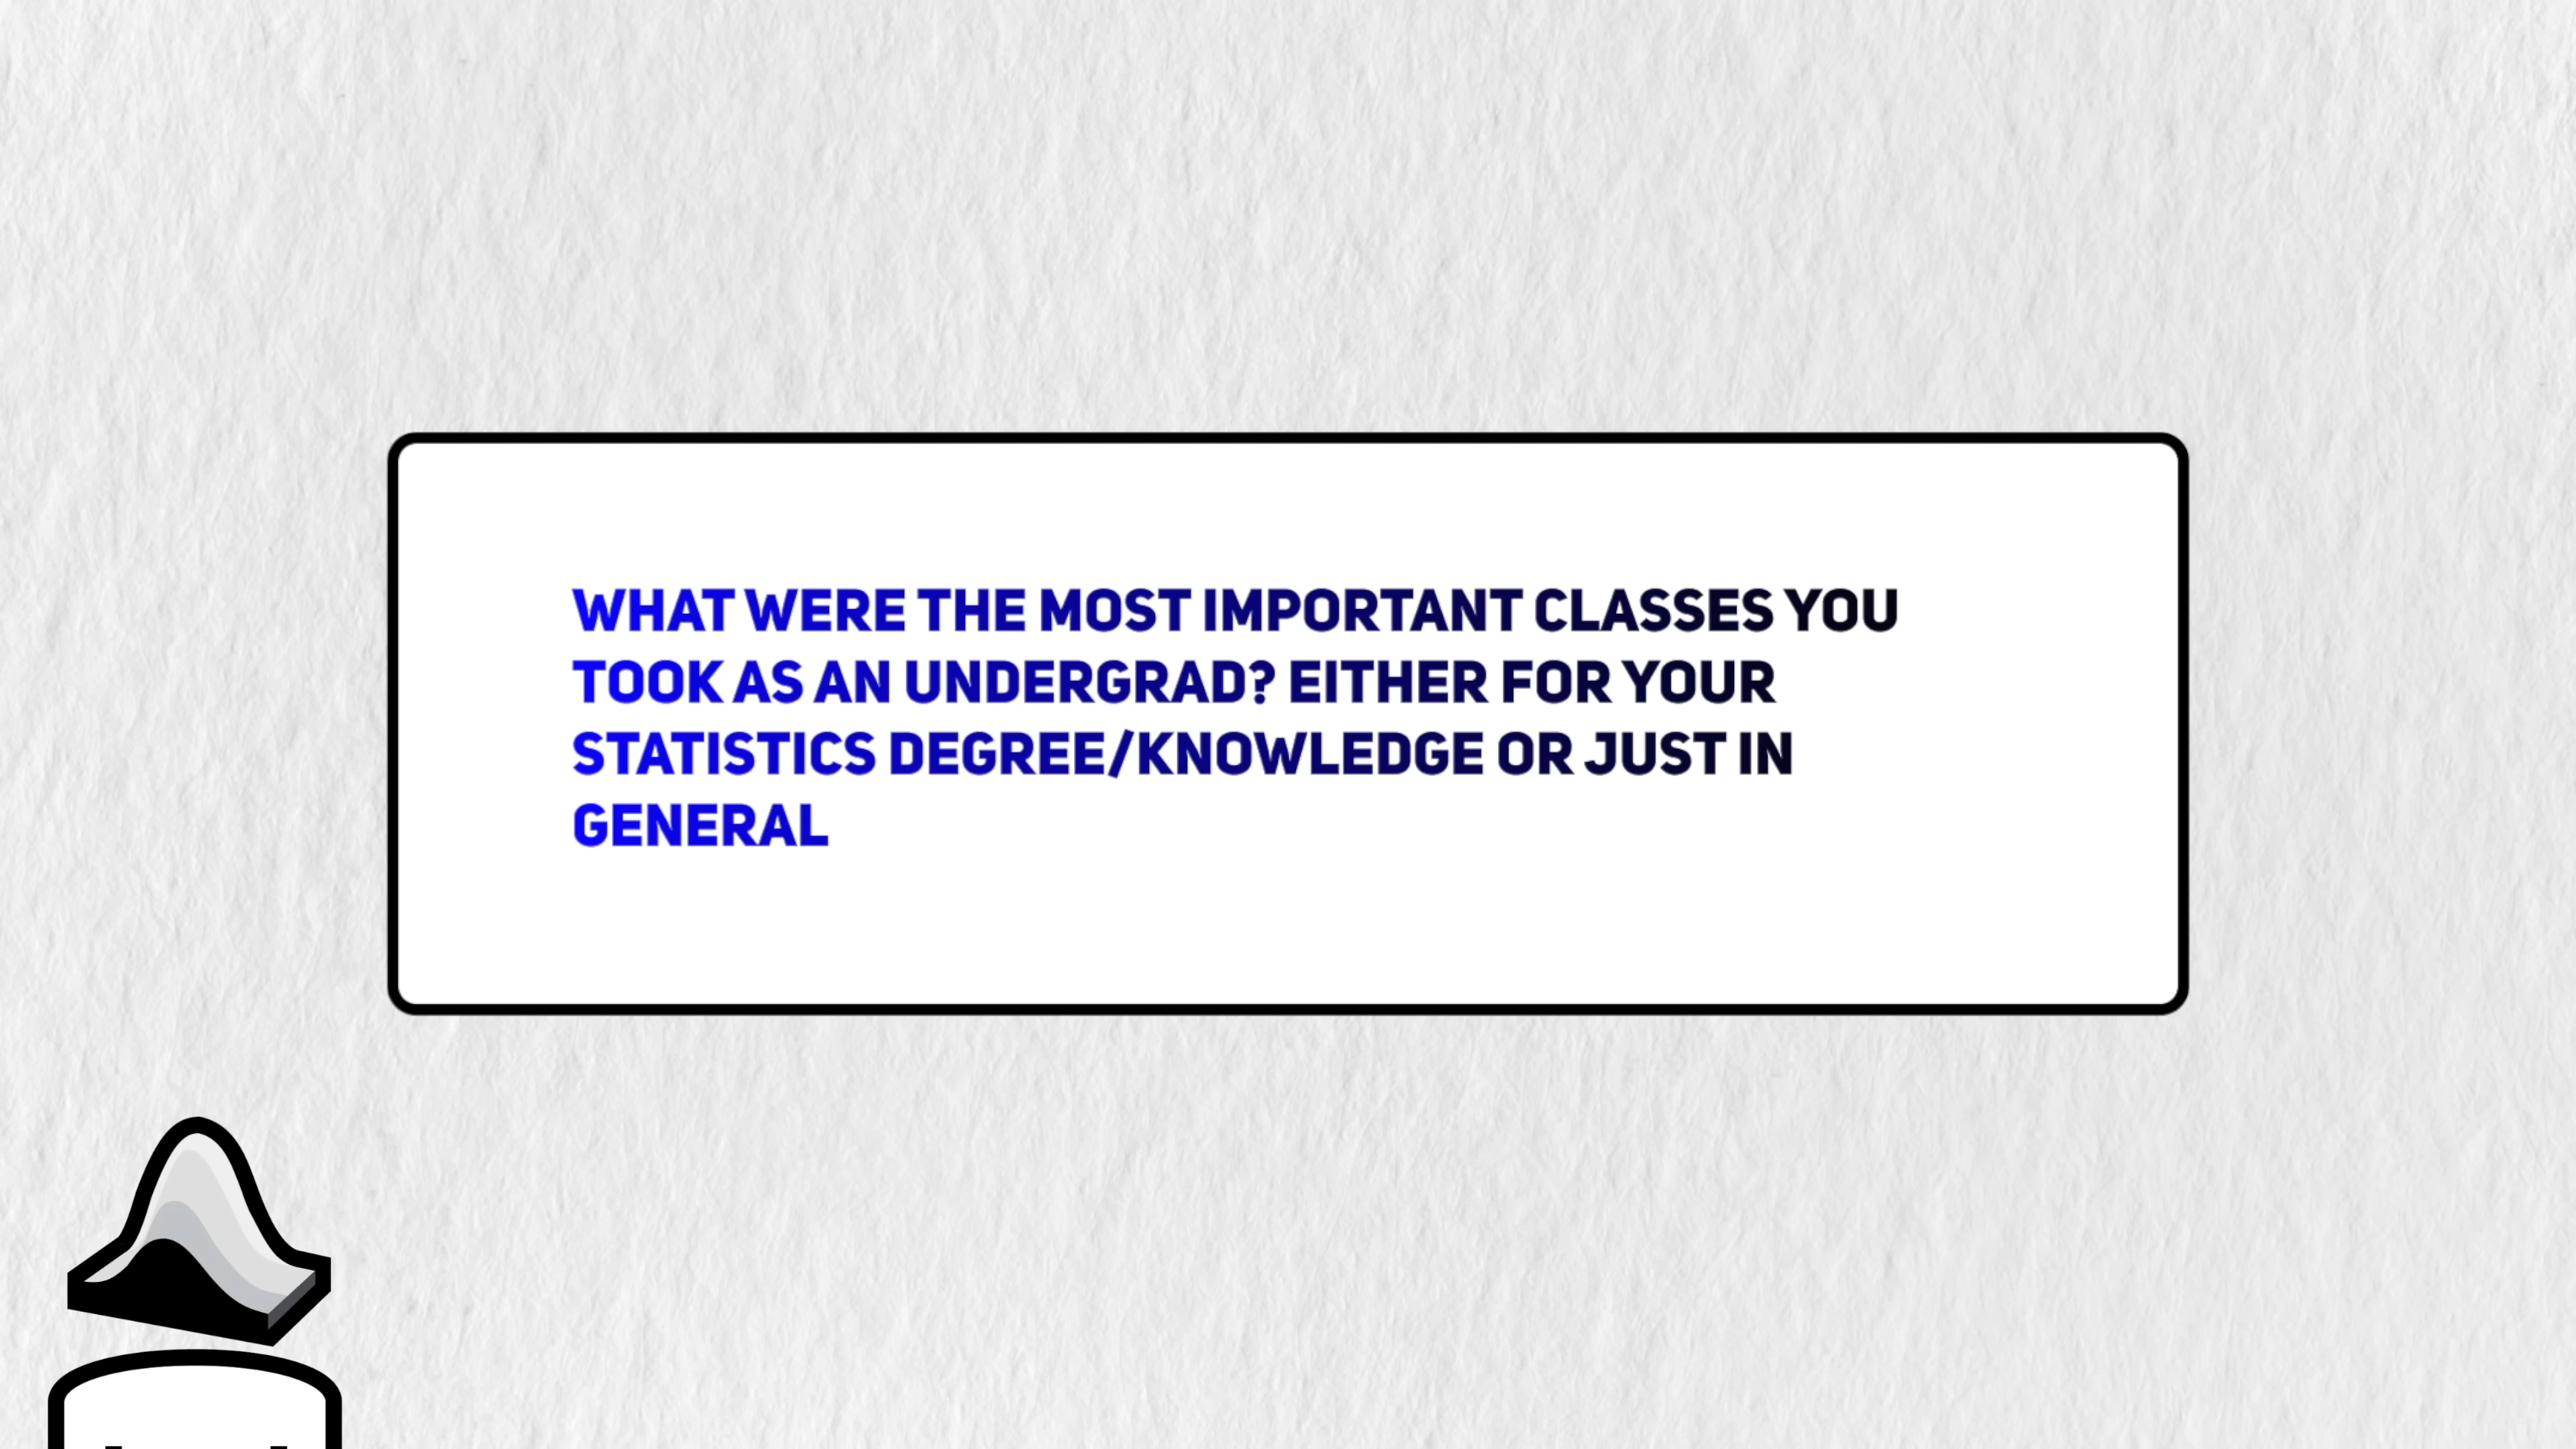 WHAT WERE THE MOST IMPORTANT CLASSES YOU
TOOK AS AN UNDERGRAD? EITHER FOR YOUR
STATISTICS DEGREE/KNOWLEDGE OR JUST IN
GENERAL